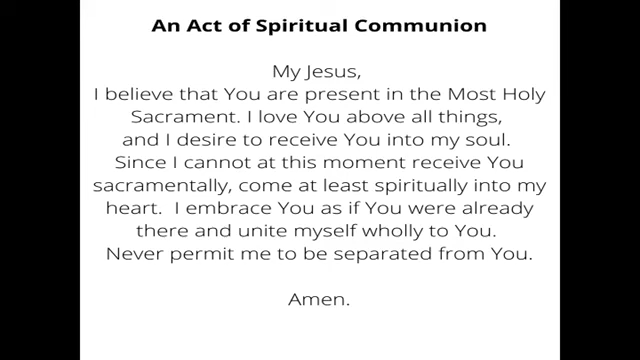 An Act of Spiritual Communion
My Jesus,
I believe that You are present in the Most Holy
Sacrament. I love You above all things,
and I desire to receive You into my soul.
Since I cannot at this moment receive You
sacramentally, come at least spiritually into my
heart. I embrace You as if You were already
there and unite myself wholly to You.
Never permit me to be separated from You.
Amen.